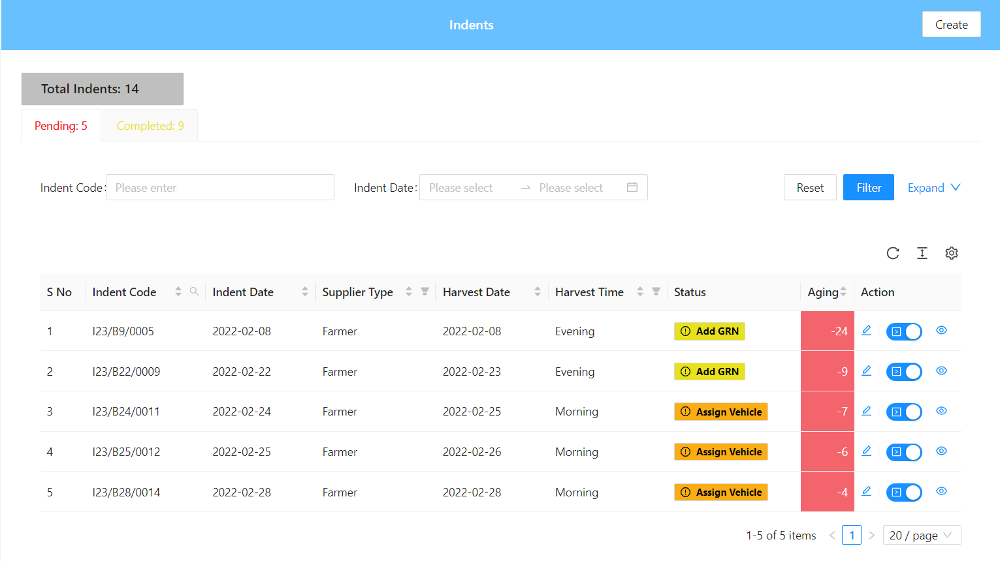 Indents
Create
Total Indents: 14
Pending: 5 Completed: 9
Indent Code: Please enter Indent Date: Please select Please select Reset Filter Expand
S No Indent Code Indent Date Supplier Type Harvest Date Harvest Time Status Aging Action
1 I23/B9/0005 2022-02-08 Farmer 2022-02-08 Evening Add GRN -24
2 I23/B22/0009 2022-02-22 Farmer 2022-02-23 Evening Add GRN -9
3 I23/B24/0011 2022-02-24 Farmer 2022-02-25 Morning Assign Vehicle -7
4 I23/B25/0012 2022-02-25 Farmer 2022-02-26 Morning Assign Vehicle -6
5 I23/B28/0014 2022-02-28 Farmer 2022-02-28 Morning Assign Vehicle -4
1-5 of 5 items < 1 > 20 / page